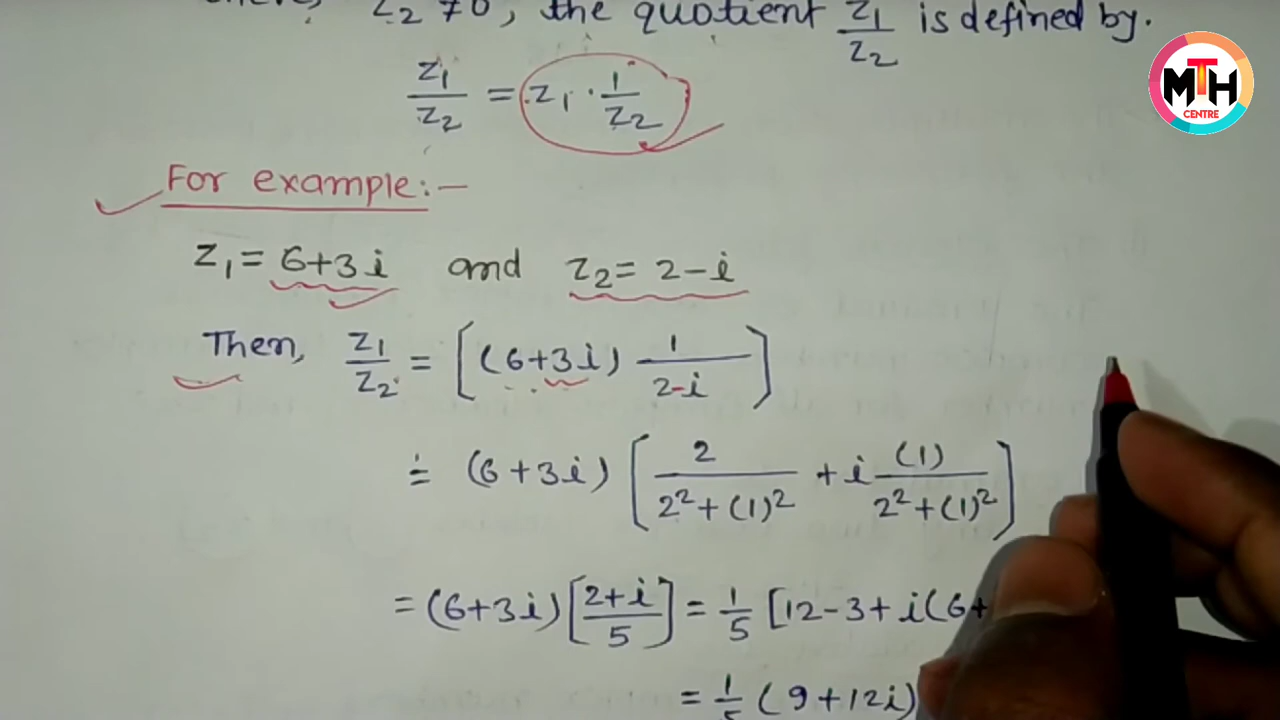 Z₂ ≠ 0, the quotient Z₁/Z₂ is defined by.
MTH
CENTRE
Z₁/Z₂ = Z₁ · 1/Z₂
For example:-
Z₁ = 6+3i and Z₂ = 2-i
Then, Z₁/Z₂ = [(6+3i) 1/(2-i)]
= (6+3i) [2/(2²+(1)²) + i (1)/(2²+(1)²)]
= (6+3i) [(2+i)/5] = 1/5 [12-3+i(6+
= 1/5 (9+12i)